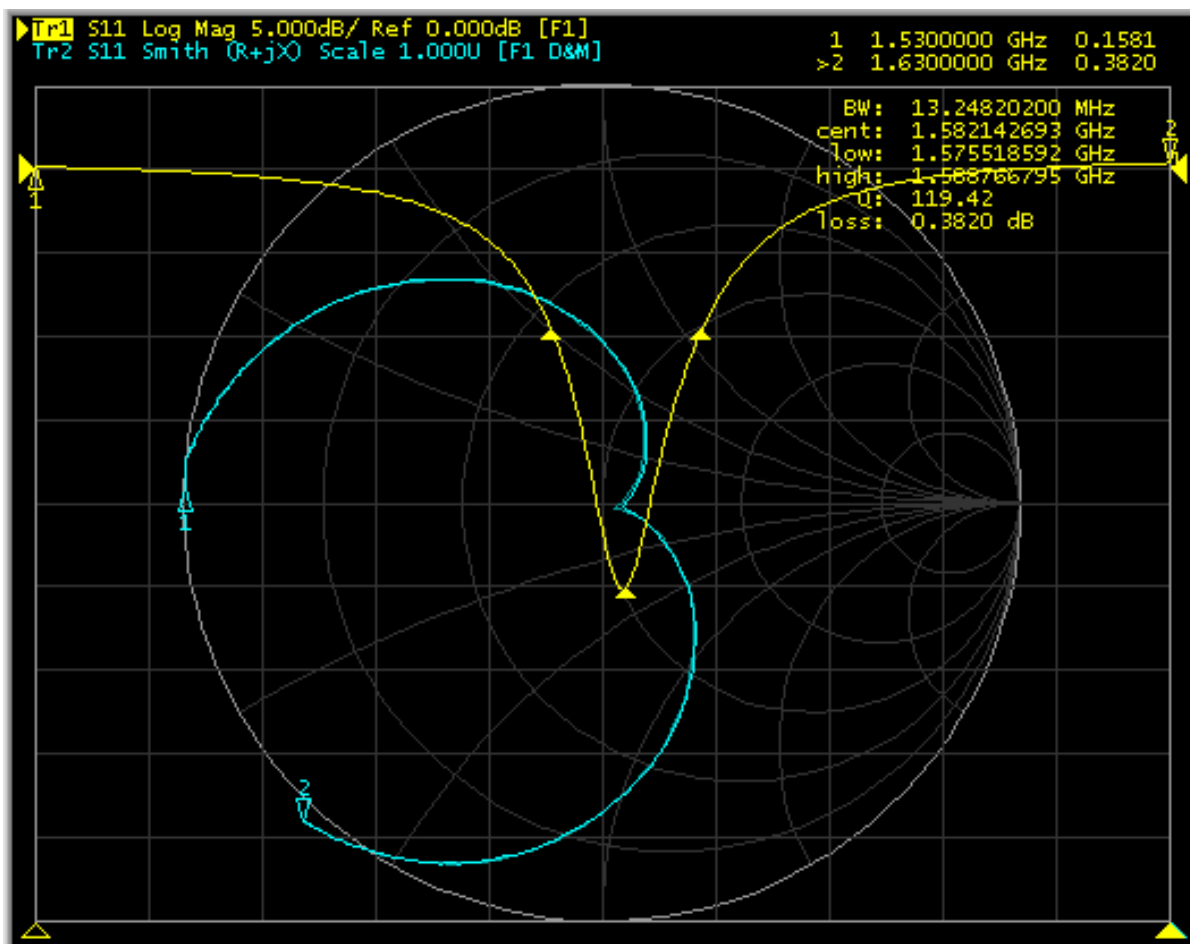 Tr1 S11 Log Mag 5.000dB/ Ref 0.000dB [F1]
Tr2 S11 Smith (R+jX) Scale 1.000U [F1 D&M]
1 1.5300000 GHz 0.1581
>2 1.6300000 GHz 0.3820
BW: 13.24820200 MHz
cent: 1.582142693 GHz
low: 1.575518592 GHz
high: 1.588766795 GHz
Q: 119.42
loss: 0.3820 dB
2
1
1
2